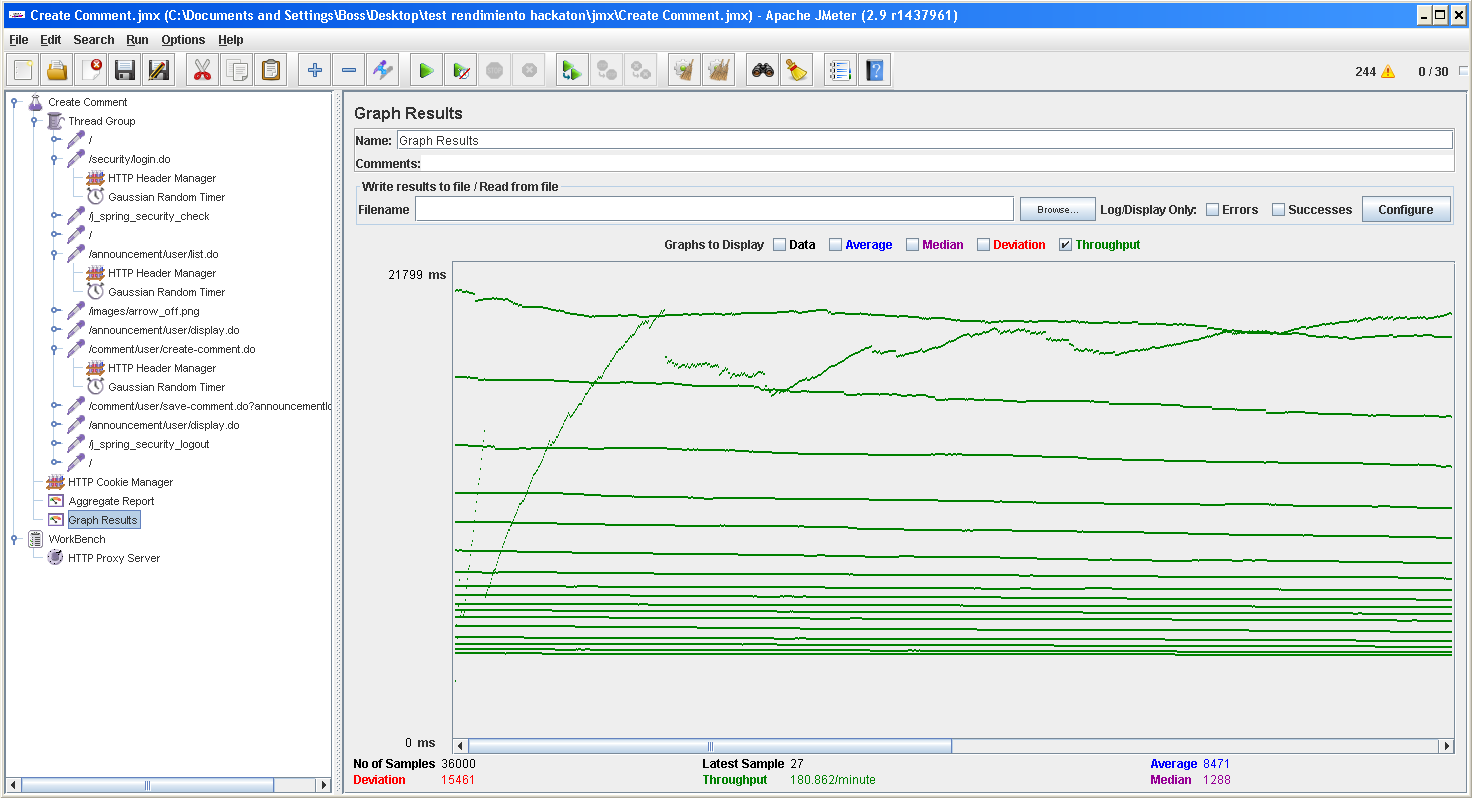 Create Comment.jmx (C:\Documents and Settings\Boss\Desktop\test rendimiento hackaton\jmx\Create Comment.jmx) - Apache JMeter (2.9 r1437961)
File Edit Search Run Options Help
244 0 / 30
Create Comment
Thread Group
/
/security/login.do
HTTP Header Manager
Gaussian Random Timer
/j_spring_security_check
/
/announcement/user/list.do
HTTP Header Manager
Gaussian Random Timer
/images/arrow_off.png
/announcement/user/display.do
/comment/user/create-comment.do
HTTP Header Manager
Gaussian Random Timer
/comment/user/save-comment.do?announcementId
/announcement/user/display.do
/j_spring_security_logout
/
HTTP Cookie Manager
Aggregate Report
Graph Results
WorkBench
HTTP Proxy Server
Graph Results
Name: Graph Results
Comments:
Write results to file / Read from file
Filename Browse... Log/Display Only: Errors Successes Configure
Graphs to Display Data Average Median Deviation Throughput
21799 ms
0 ms
No of Samples 36000 Latest Sample 27 Average 8471
Deviation 15461 Throughput 180.862/minute Median 1288